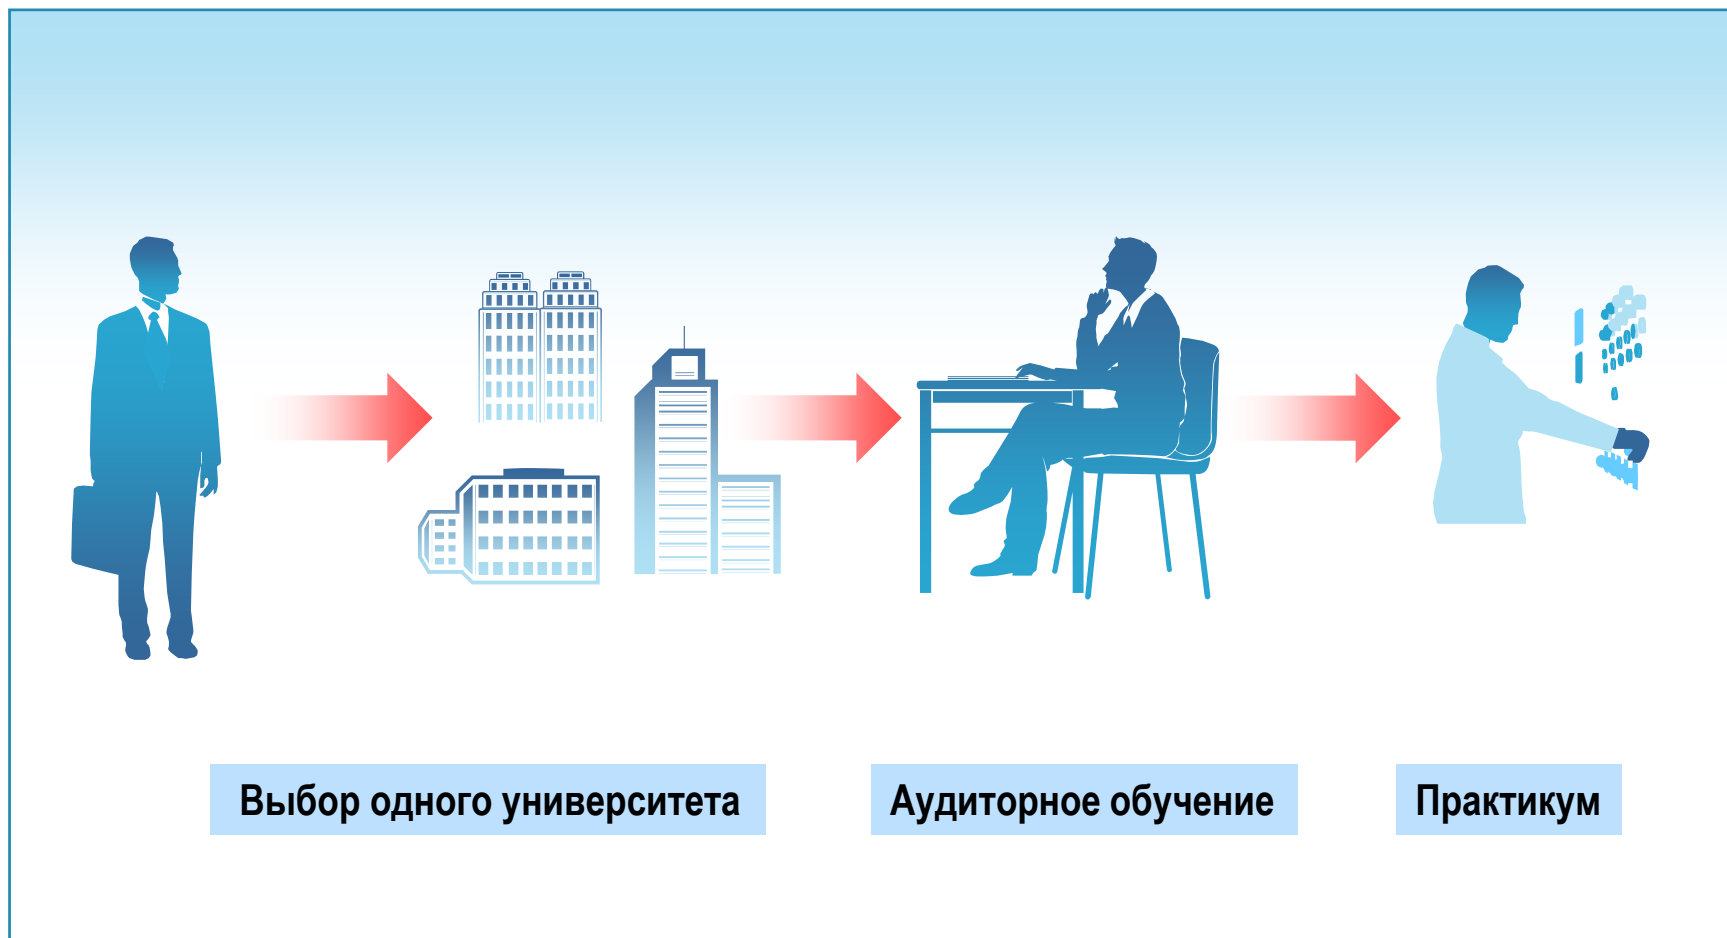 Выбор одного университета
Аудиторное обучение
Практикум